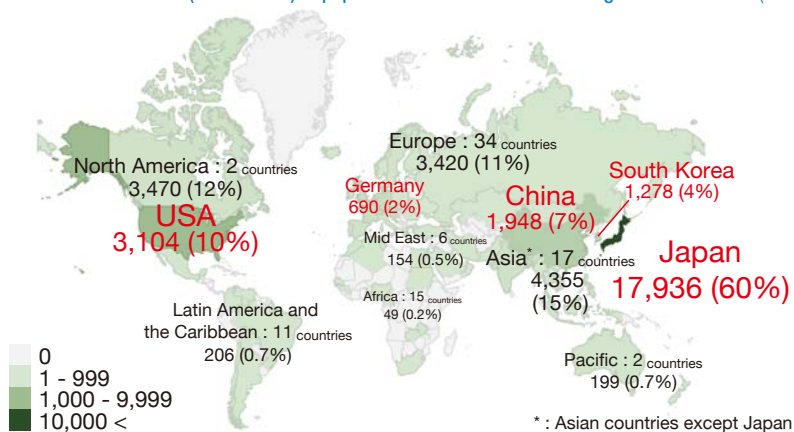 Europe : 34 countries
3,420 (11%)
North America : 2 countries
3,470 (12%)
USA
3,104 (10%)
Germany
690 (2%)
China
1,948 (7%)
South Korea
1,278 (4%)
Mid East : 6 countries
154 (0.5%)
Asia* : 17 countries
4,355
(15%)
Japan
17,936 (60%)
Africa : 15 countries
49 (0.2%)
Latin America and
the Caribbean : 11 countries
206 (0.7%)
Pacific : 2 countries
199 (0.7%)
0
1 - 999
1,000 - 9,999
10,000 <
* : Asian countries except Japan